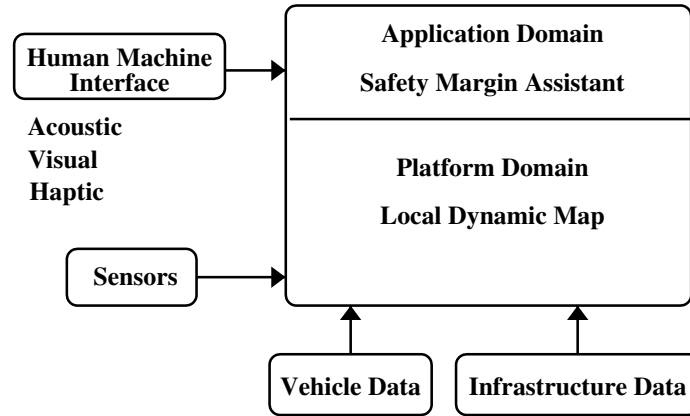 Human Machine
Interface
Acoustic
Visual
Haptic
Application Domain
Safety Margin Assistant
Platform Domain
Local Dynamic Map
Sensors
Vehicle Data
Infrastructure Data